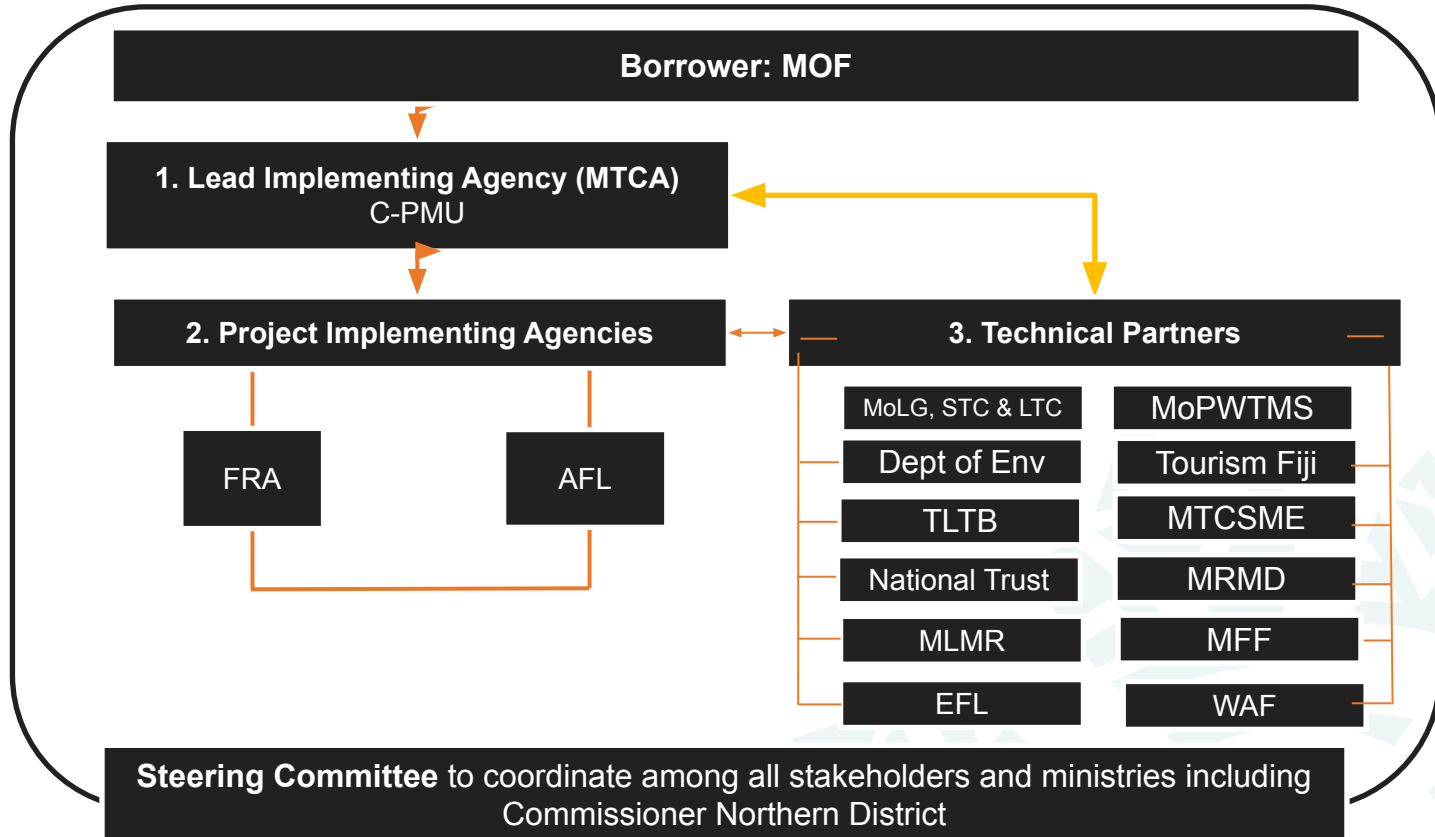 Borrower: MOF
1. Lead Implementing Agency (MTCA)
C-PMU
2. Project Implementing Agencies
3. Technical Partners
FRA
AFL
MoLG, STC & LTC
MoPWTMS
Dept of Env
Tourism Fiji
TLTB
MTCSME
National Trust
MRMD
MLMR
MFF
EFL
WAF
Steering Committee to coordinate among all stakeholders and ministries including
Commissioner Northern District